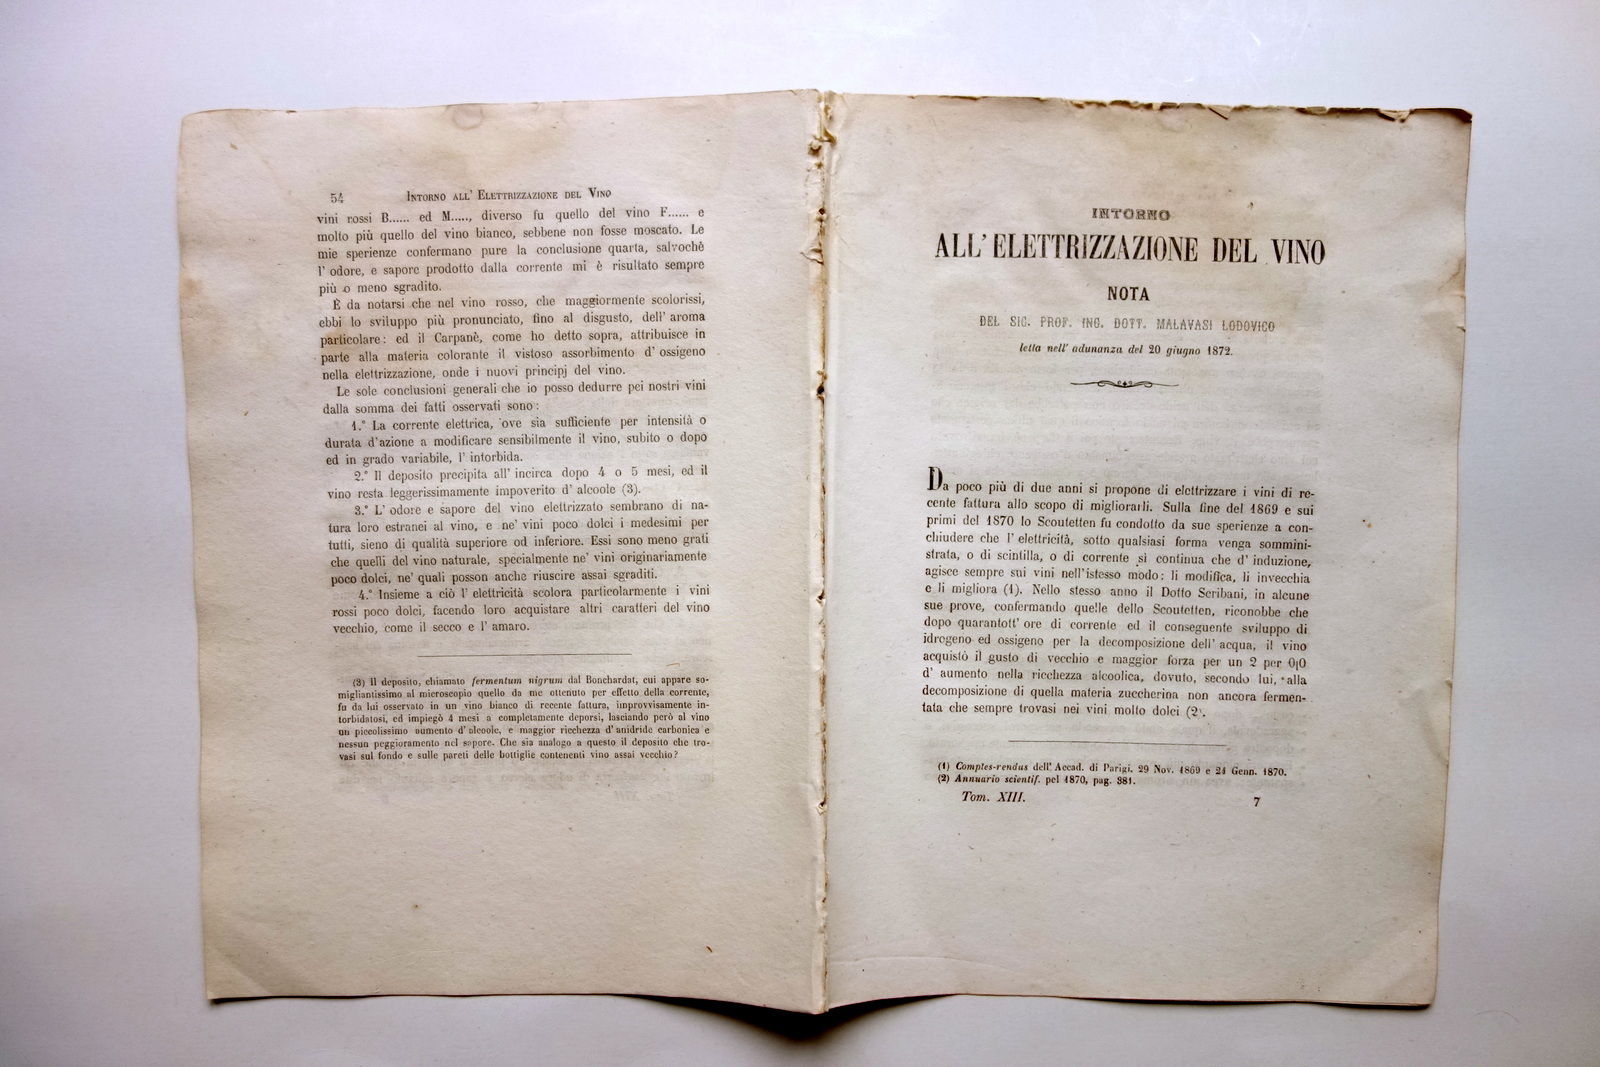 54 INTORNO ALL' ELETTRIZZAZIONE DEL VINO
vini rossi B...... ed M....., diverso fu quello del vino F...... e
molto più quello del vino bianco, sebbene non fosse moscato. Le
mie sperienze confermano pure la conclusione quarta, salvochè
l' odore, e sapore prodotto dalla corrente mi è risultato sempre
più o meno sgradito.
È da notarsi che nel vino rosso, che maggiormente scolorissi,
ebbi lo sviluppo più pronunciato, fino al disgusto, dell' aroma
particolare: ed il Carpanè, come ho detto sopra, attribuisce in
parte alla materia colorante il vistoso assorbimento d' ossigeno
nella elettrizzazione, onde i nuovi principj del vino.
Le sole conclusioni generali che io posso dedurre pei nostri vini
dalla somma dei fatti osservati sono:
1.° La corrente elettrica, ove sia sufficiente per intensità o
durata d'azione a modificare sensibilmente il vino, subito o dopo
ed in grado variabile, l' intorbida.
2.° Il deposito precipita all' incirca dopo 4 o 5 mesi, ed il
vino resta leggerissimamente impoverito d' alcoole (3).
3.° L' odore e sapore del vino elettrizzato sembrano di na-
tura loro estranei al vino, e ne' vini poco dolci i medesimi per
tutti, sieno di qualità superiore od inferiore. Essi sono meno grati
che quelli del vino naturale, specialmente ne' vini originariamente
poco dolci, ne' quali posson anche riuscire assai sgraditi.
4.° Insieme a ciò l' elettricità scolora particolarmente i vini
rossi poco dolci, facendo loro acquistare altri caratteri del vino
vecchio, come il secco e l' amaro.
(3) Il deposito, chiamato fermentum nigrum dal Bonchardat, cui appare so-
migliantissimo al microscopio quello da me ottenuto per effetto della corrente,
fu da lui osservato in un vino bianco di recente fattura, improvvisamente in-
torbidatosi, ed impiegò 4 mesi a completamente deporsi, lasciando però al vino
un piccolissimo aumento d' alcoole, e maggior ricchezza d' anidride carbonica e
nessun peggioramento nel sapore. Che sia analogo a questo il deposito che tro-
vasi sul fondo e sulle pareti delle bottiglie contenenti vino assai vecchio?
INTORNO
ALL' ELETTRIZZAZIONE DEL VINO
NOTA
DEL SIG. PROF. ING. DOTT. MALAVASI LODOVICO
letta nell' adunanza del 20 giugno 1872.
Da poco più di due anni si propone di elettrizzare i vini di re-
cente fattura allo scopo di migliorarli. Sulla fine del 1869 e sui
primi del 1870 lo Scoutetten fu condotto da sue sperienze a con-
chiudere che l' elettricità, sotto qualsiasi forma venga sommini-
strata, o di scintilla, o di corrente si continua che d' induzione,
agisce sempre sui vini nell'istesso modo: li modifica, li invecchia
e li migliora (1). Nello stesso anno il Dotto Scribani, in alcune
sue prove, confermando quelle dello Scoutetten, riconobbe che
dopo quarantott' ore di corrente ed il conseguente sviluppo di
idrogeno ed ossigeno per la decomposizione dell' acqua, il vino
acquistò il gusto di vecchio e maggior forza per un 2 per 0|0
d' aumento nella ricchezza alcoolica, dovuto, secondo lui, alla
decomposizione di quella materia zuccherina non ancora fermen-
tata che sempre trovasi nei vini molto dolci (2).
(1) Comptes-rendus dell' Accad. di Parigi. 29 Nov. 1869 e 24 Genn. 1870.
(2) Annuario scientif. pel 1870, pag. 381.
Tom. XIII. 7